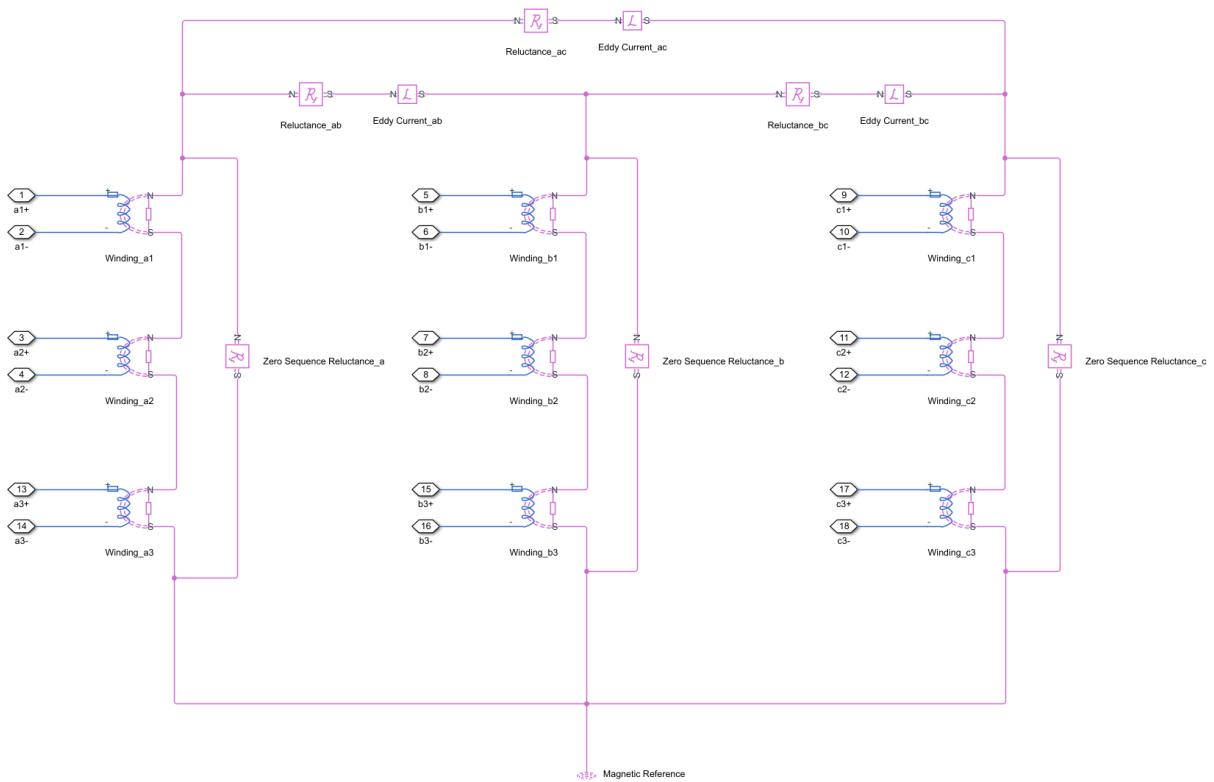 N S N S
Reluctance_ac Eddy Current_ac
N S N S N S N S
Reluctance_ab Eddy Current_ab Reluctance_bc Eddy Current_bc
1 + N 5 + N 9 + N
a1+ b1+ c1+
2 - S 6 - S 10 - S
a1- b1- c1-
Winding_a1 Winding_b1 Winding_c1
3 + N N 7 + N N 11 + N N
a2+ b2+ c2+
Zero Sequence Reluctance_a Zero Sequence Reluctance_b Zero Sequence Reluctance_c
4 - S S 8 - S S 12 - S S
a2- b2- c2-
Winding_a2 Winding_b2 Winding_c2
13 + N 15 + N 17 + N
a3+ b3+ c3+
14 - S 16 - S 18 - S
a3- b3- c3-
Winding_a3 Winding_b3 Winding_c3
Magnetic Reference